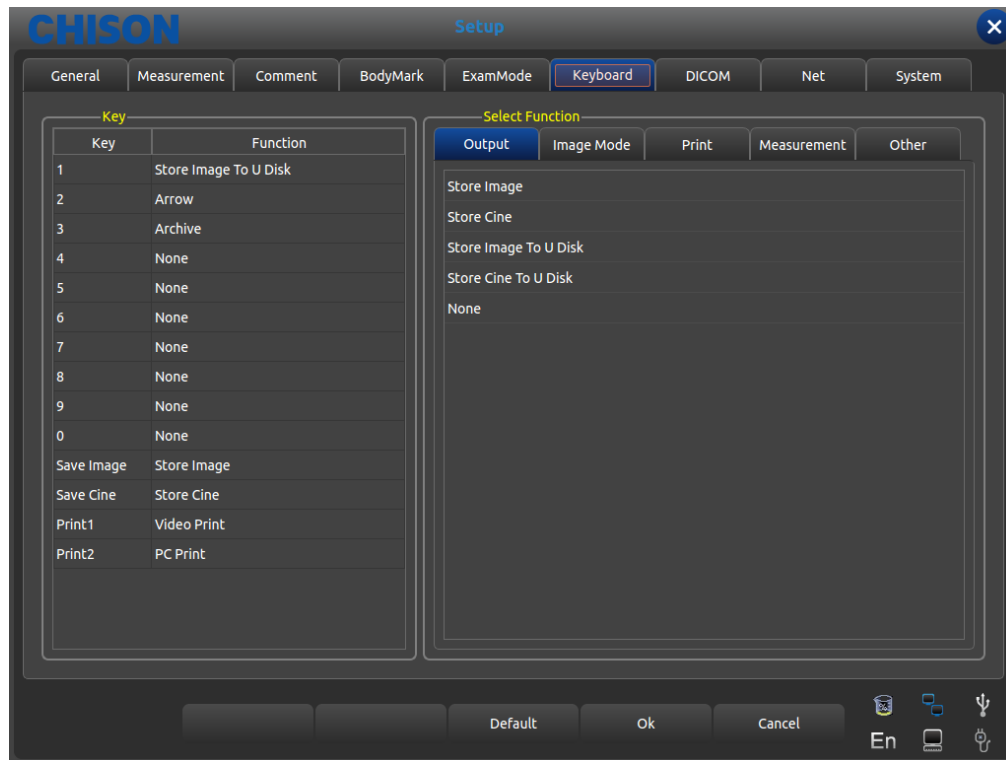 CHISON
Setup
General Measurement Comment BodyMark ExamMode Keyboard DICOM Net System
Key
Key Function
1 Store Image To U Disk
2 Arrow
3 Archive
4 None
5 None
6 None
7 None
8 None
9 None
0 None
Save Image Store Image
Save Cine Store Cine
Print1 Video Print
Print2 PC Print
Select Function
Output Image Mode Print Measurement Other
Store Image
Store Cine
Store Image To U Disk
Store Cine To U Disk
None
Default Ok Cancel
En